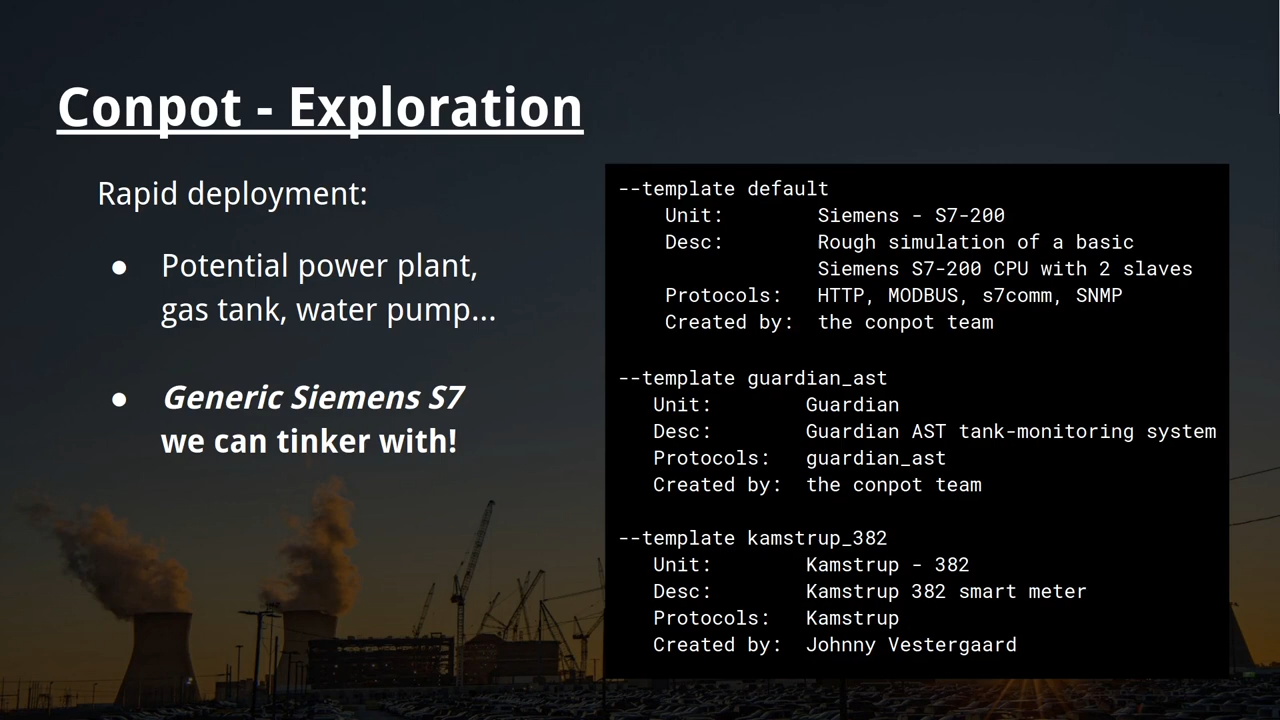 Conpot - Exploration
Rapid deployment:
● Potential power plant,
gas tank, water pump...
● Generic Siemens S7
we can tinker with!
--template default
Unit: Siemens - S7-200
Desc: Rough simulation of a basic
Siemens S7-200 CPU with 2 slaves
Protocols: HTTP, MODBUS, s7comm, SNMP
Created by: the conpot team
--template guardian_ast
Unit: Guardian
Desc: Guardian AST tank-monitoring system
Protocols: guardian_ast
Created by: the conpot team
--template kamstrup_382
Unit: Kamstrup - 382
Desc: Kamstrup 382 smart meter
Protocols: Kamstrup
Created by: Johnny Vestergaard